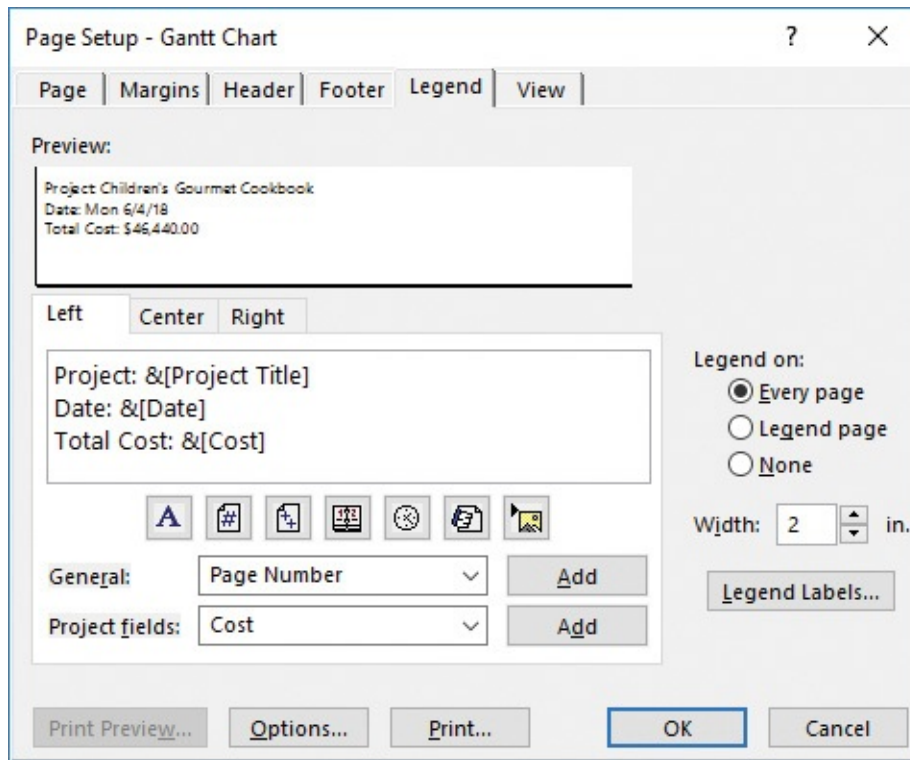 Page Setup - Gantt Chart ?
Page Margins Header Footer Legend View
Preview:
Project: Children's Gourmet Cookbook
Date: Mon 6/4/18
Total Cost: $46,440.00
Left Center Right
Project: &[Project Title]
Date: &[Date]
Total Cost: &[Cost]
Legend on:
Every page
Legend page
None
A #
Width: 2 in.
General: Page Number Add
Legend Labels...
Project fields: Cost Add
Print Preview... Options... Print... OK Cancel